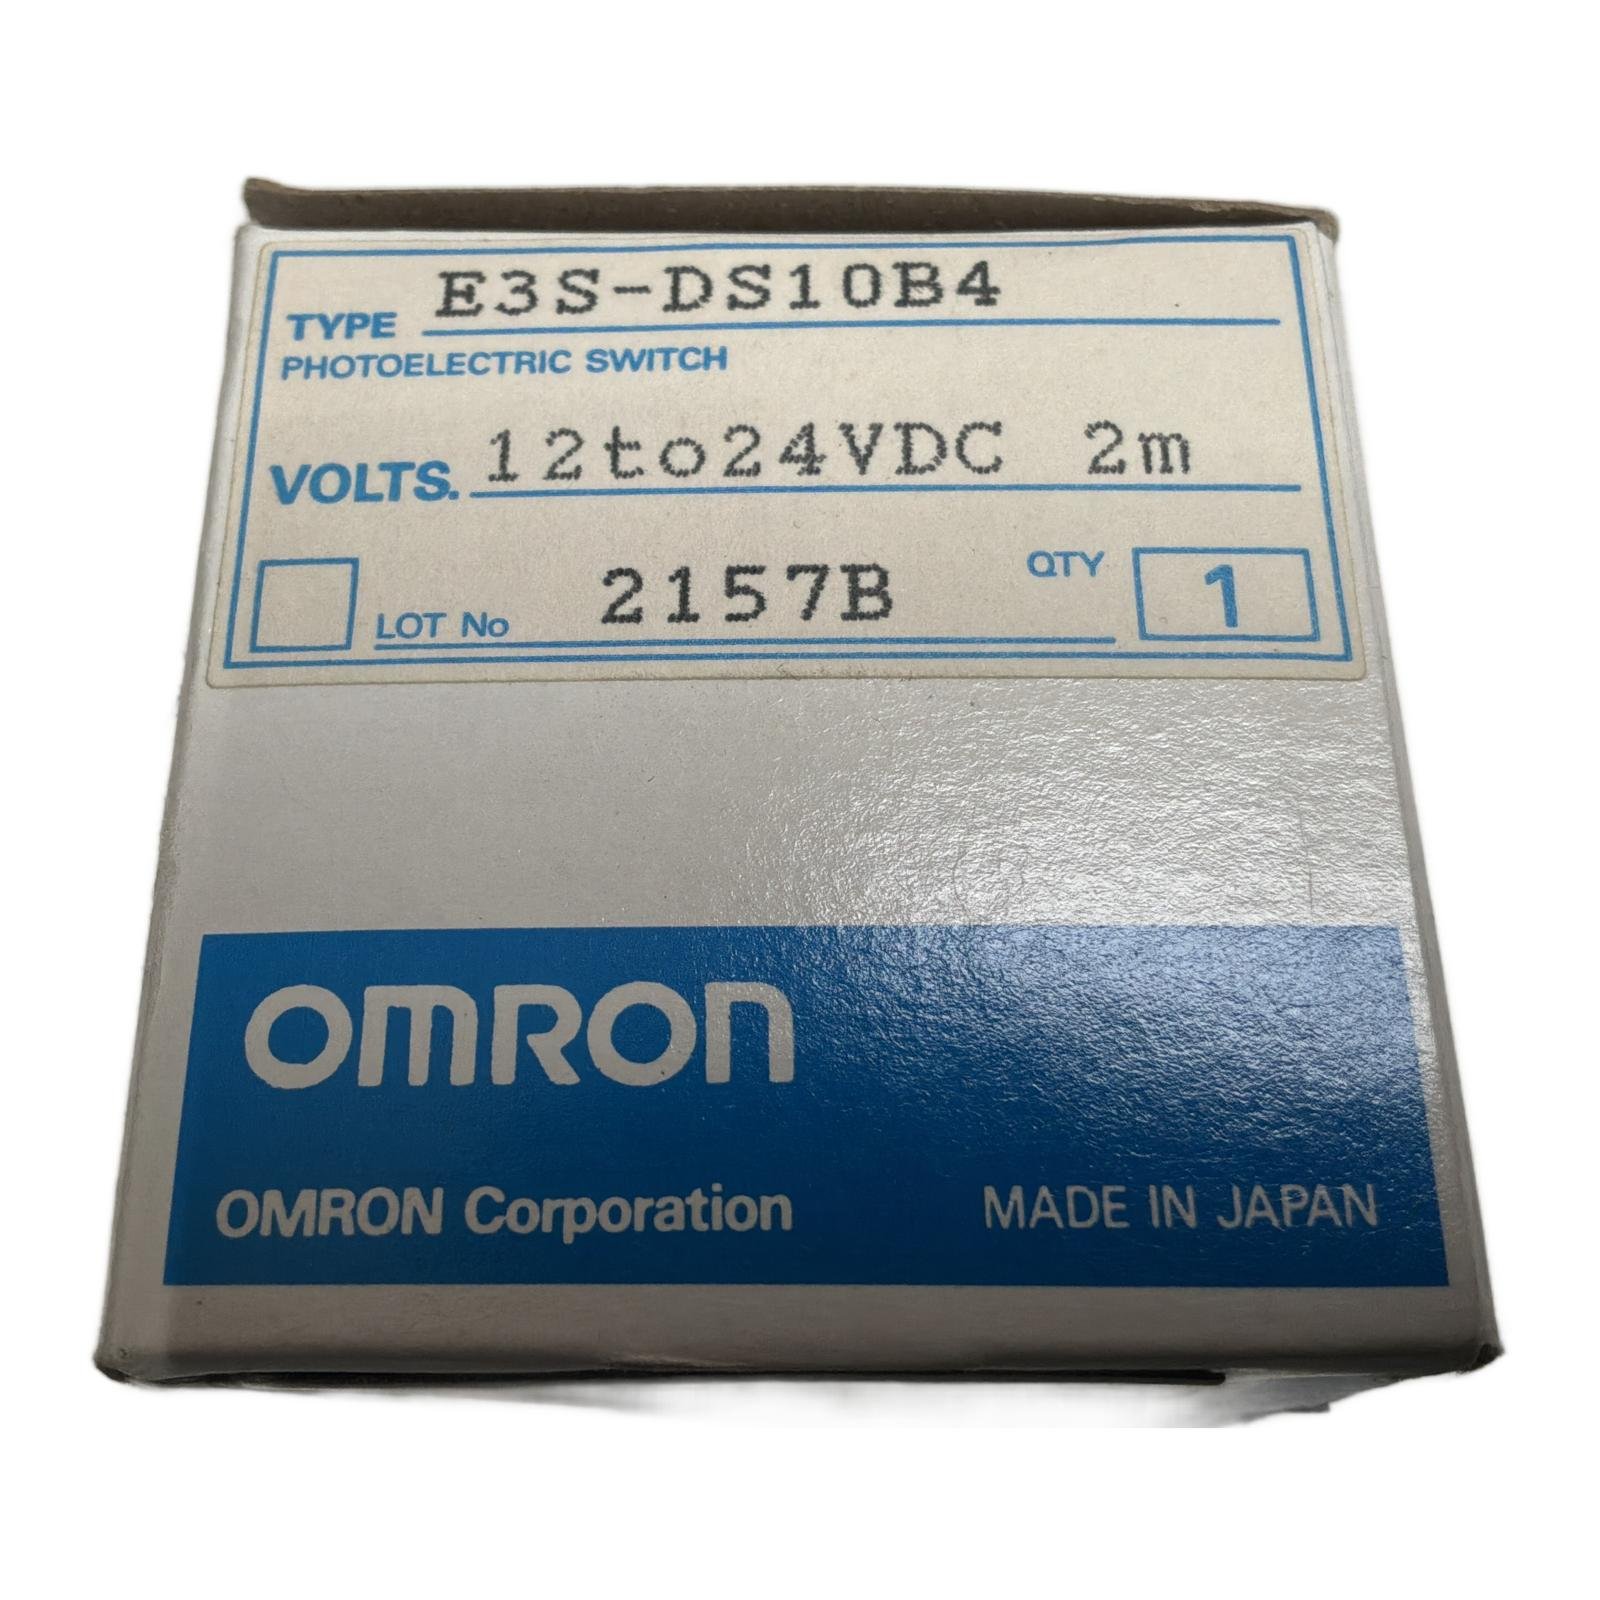 TYPE E3S-DS10B4
PHOTOELECTRIC SWITCH
VOLTS. 12to24VDC 2m
LOT No 2157B QTY 1
OMRON
OMRON Corporation MADE IN JAPAN